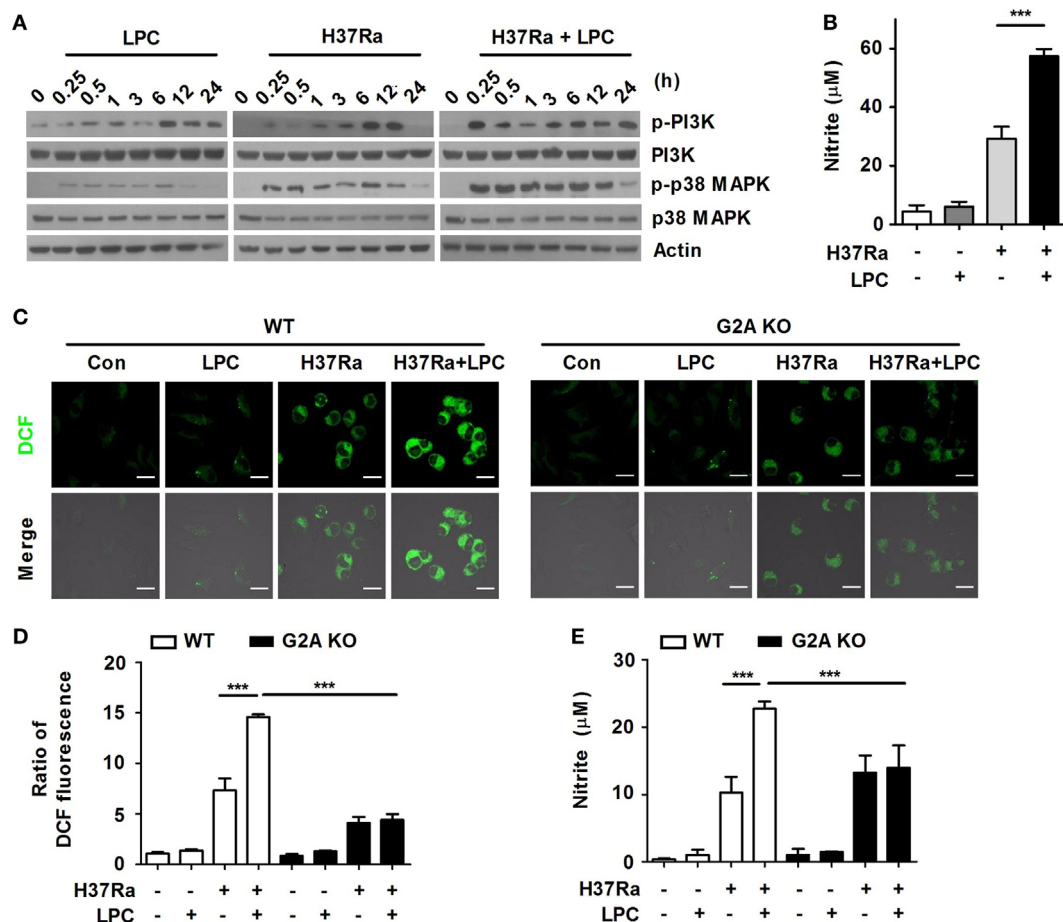 A
LPC H37Ra H37Ra + LPC
0 0.25 0.5 1 3 6 12 24 0 0.25 0.5 1 3 6 12 24 0 0.25 0.5 1 3 6 12 24 (h)
p-PI3K
PI3K
p-p38 MAPK
p38 MAPK
Actin
B
***
Nitrite (μM)
60
40
20
0
H37Ra - - + +
LPC - + - +
C
WT G2A KO
Con LPC H37Ra H37Ra+LPC Con LPC H37Ra H37Ra+LPC
DCF
Merge
D
WT G2A KO
Ratio of
DCF fluorescence
20
15
10
5
0
*** ***
H37Ra - - + + - - + +
LPC - + - + - + - +
E
WT G2A KO
Nitrite (μM)
30
20
10
0
*** ***
H37Ra - - + + - - + +
LPC - + - + - + - +